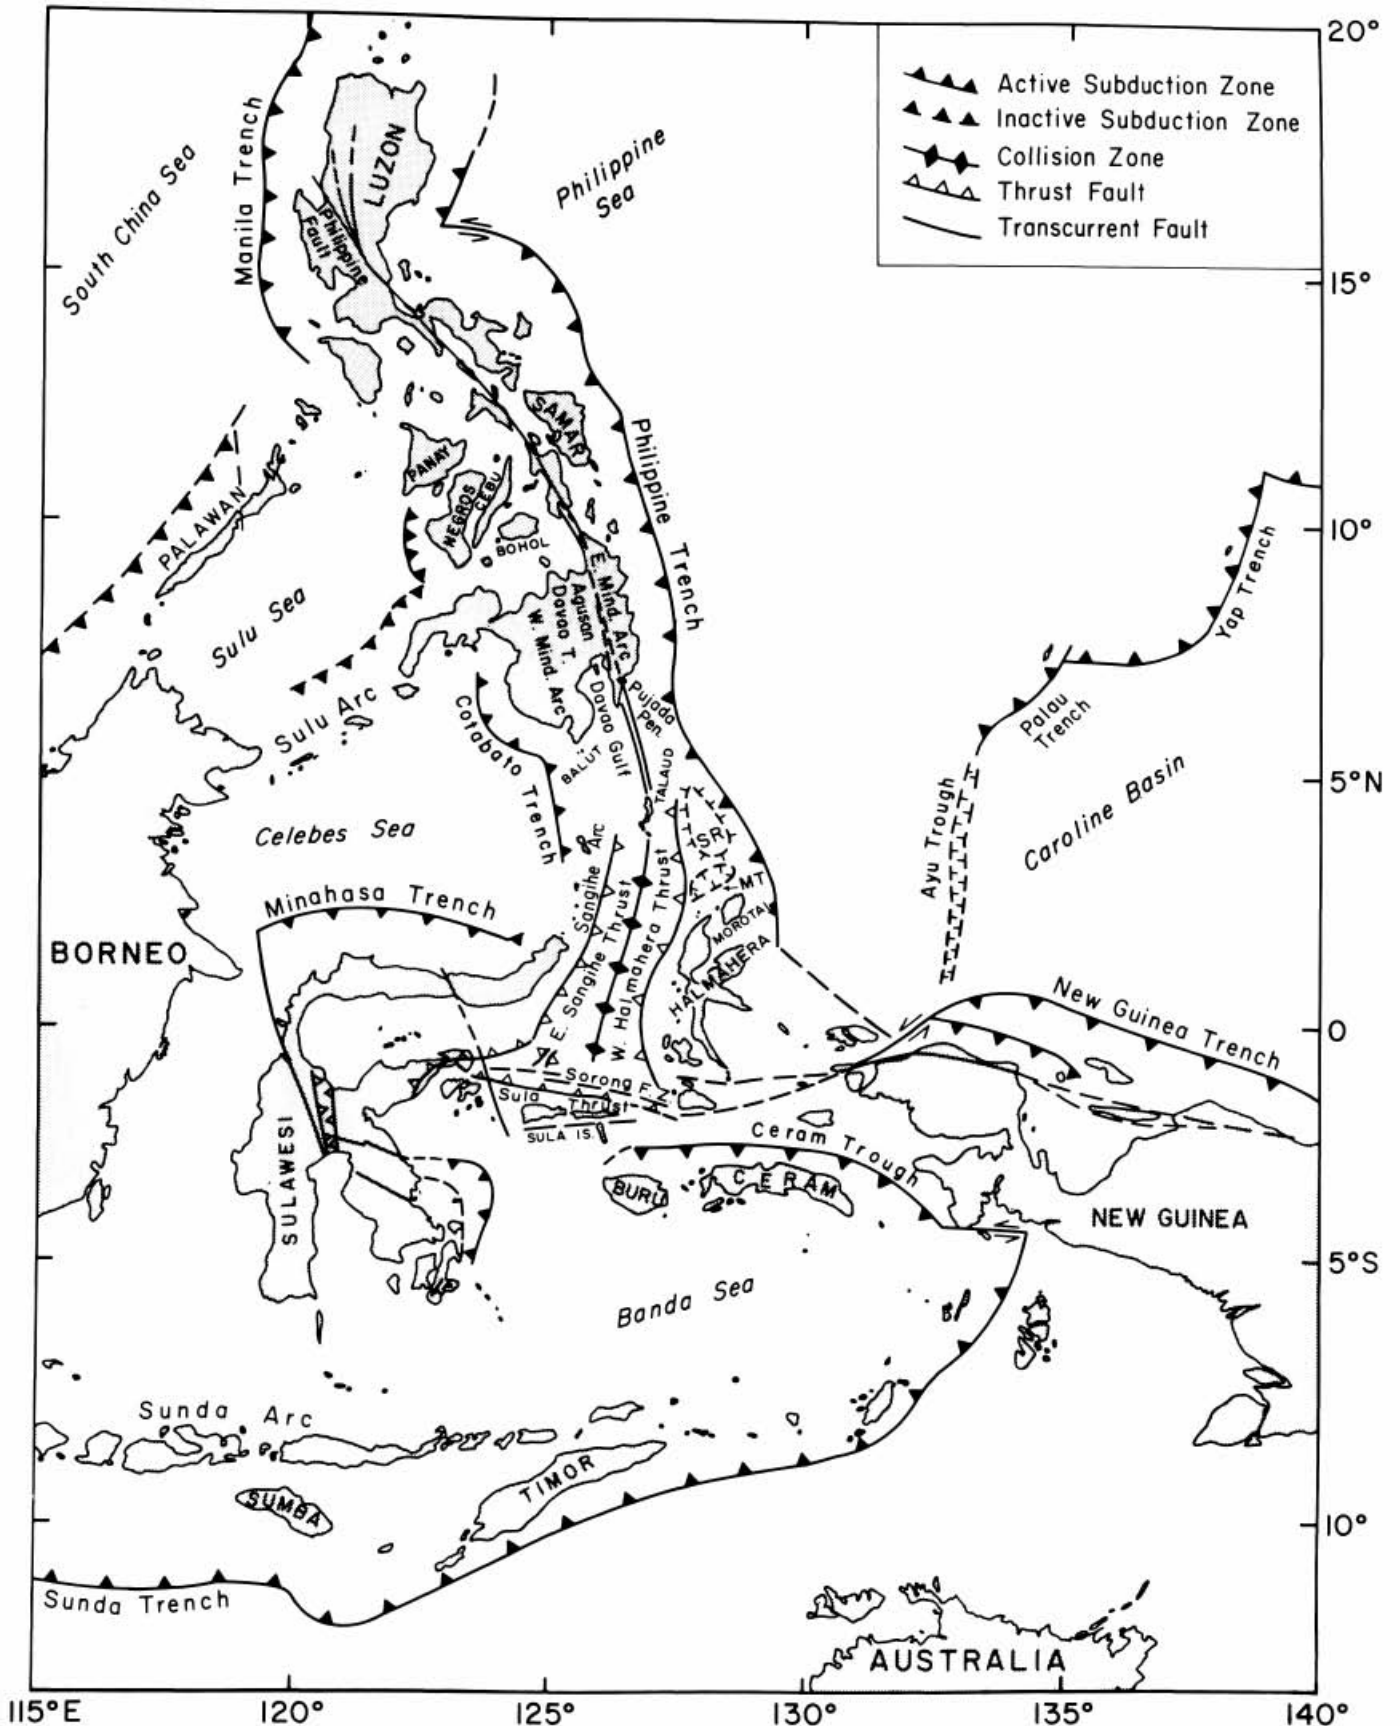 20°
Active Subduction Zone
Inactive Subduction Zone
Collision Zone
Thrust Fault
Transcurrent Fault
Manila Trench
South China Sea
LUZON
Philippine
Sea
Philippine
Fault
15°
SAMAR
PANAY
NEGROS
CEBU
BOHOL
PALAWAN
Philippine Trench
10°
Yap Trench
Sulu Sea
E. Mind. Arc
Agusan
Davao T.
W. Mind. Arc
Sulu Arc
Cotabato Trench
Davao Gulf
Pujada
Pen.
BALUT
TALAUD
Palau
Trench
5°N
Ayu Trough
Caroline Basin
Celebes Sea
SR
MT
Minahasa Trench
Sangihe Arc
E. Sangihe Thrust
W. Halmahera Thrust
MOROTAI
HALMAHERA
BORNEO
New Guinea Trench
0
Sorong F.
Sula Thrust
SULA IS.
Ceram Trough
SULAWESI
BURU
CERAM
NEW GUINEA
5°S
Banda Sea
Sunda Arc
TIMOR
SUMBA
10°
Sunda Trench
AUSTRALIA
115°E
120°
125°
130°
135°
140°